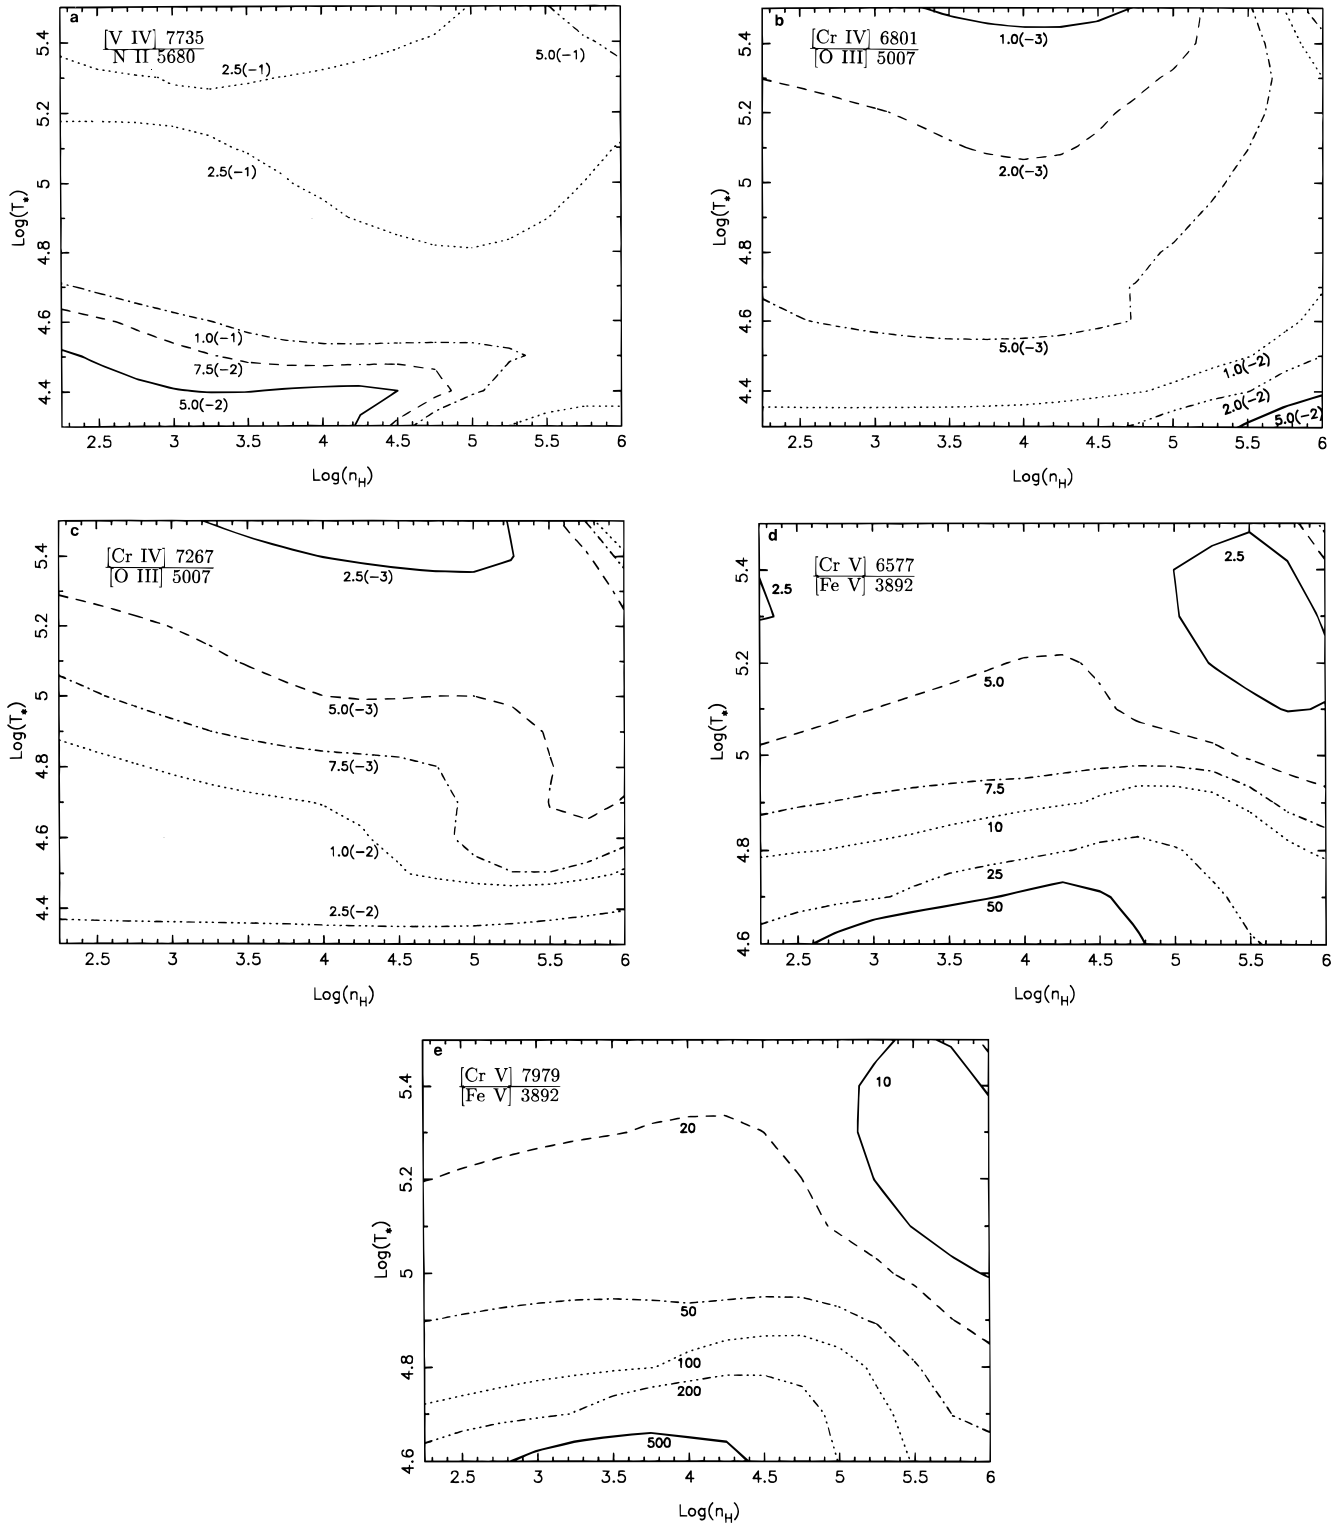 a
[V IV] 7735
N II 5680
2.5(−1)
5.0(−1)
2.5(−1)
1.0(−1)
7.5(−2)
5.0(−2)
5.4
5.2
5
4.8
4.6
4.4
Log(T*)
2.5 3 3.5 4 4.5 5 5.5 6
Log(nH)
b
[Cr IV] 6801
[O III] 5007
1.0(−3)
2.0(−3)
5.0(−3)
1.0(−2)
2.0(−2)
5.0(−2)
5.4
5.2
5
4.8
4.6
4.4
Log(T*)
2.5 3 3.5 4 4.5 5 5.5 6
Log(nH)
c
[Cr IV] 7267
[O III] 5007
2.5(−3)
5.0(−3)
7.5(−3)
1.0(−2)
2.5(−2)
5.4
5.2
5
4.8
4.6
4.4
Log(T*)
2.5 3 3.5 4 4.5 5 5.5 6
Log(nH)
d
[Cr V] 6577
[Fe V] 3892
2.5
2.5
5.0
7.5
10
25
50
5.4
5.2
5
4.8
4.6
Log(T*)
2.5 3 3.5 4 4.5 5 5.5 6
Log(nH)
e
[Cr V] 7979
[Fe V] 3892
10
20
50
100
200
500
5.4
5.2
5
4.8
4.6
Log(T*)
2.5 3 3.5 4 4.5 5 5.5 6
Log(nH)